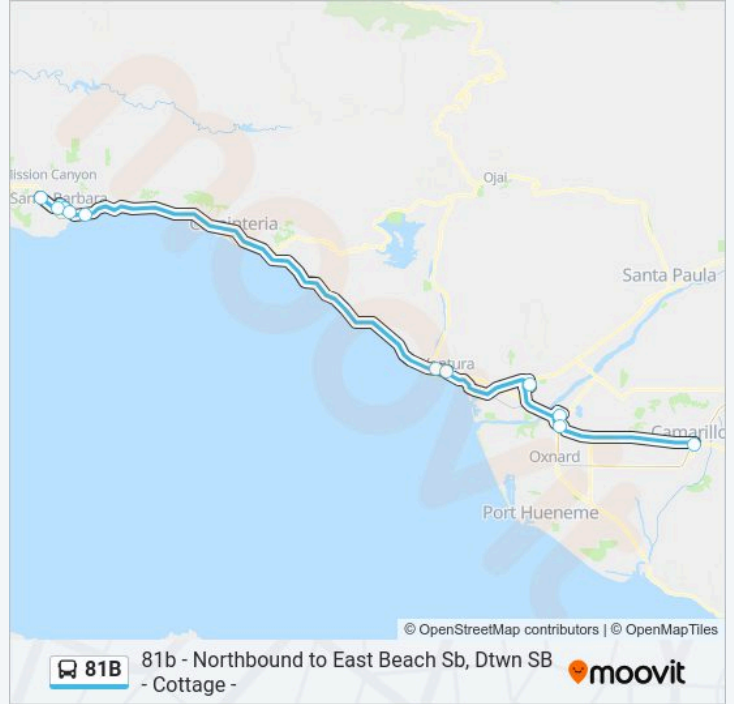 Ojai
lission Canyon
Santa Barbara
Carpinteria
Santa Paula
Ventura
Camarillo
Oxnard
Port Hueneme
moovit
© OpenStreetMap contributors | © OpenMapTiles
81B
81b - Northbound to East Beach Sb, Dtwn SB
- Cottage -
moovit